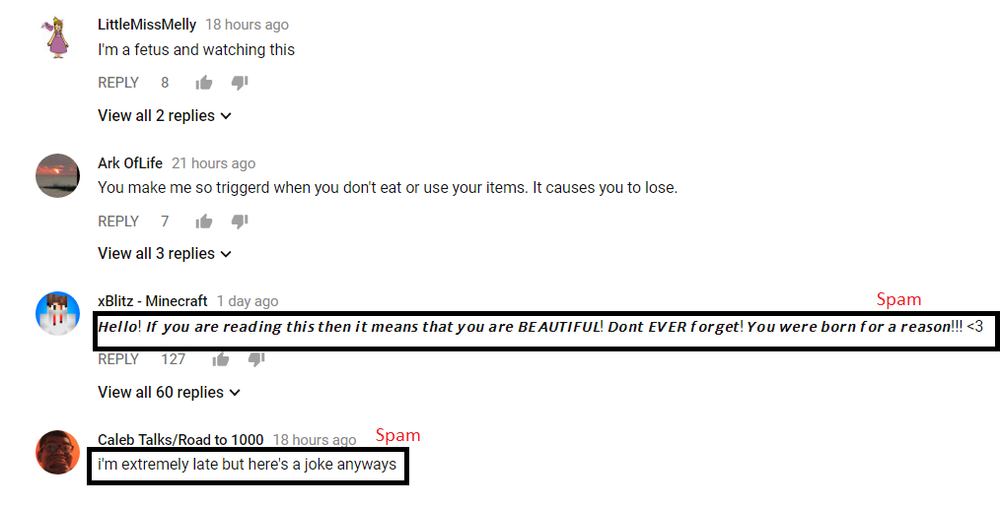 LittleMissMelly 18 hours ago
I'm a fetus and watching this
REPLY 8
View all 2 replies
Ark OfLife 21 hours ago
You make me so triggerd when you don't eat or use your items. It causes you to lose.
REPLY 7
View all 3 replies
xBlitz - Minecraft 1 day ago
Spam
Hello! If you are reading this then it means that you are BEAUTIFUL! Dont EVER forget! You were born for a reason!!! <3
REPLY 127
View all 60 replies
Caleb Talks/Road to 1000 18 hours ago Spam
i'm extremely late but here's a joke anyways